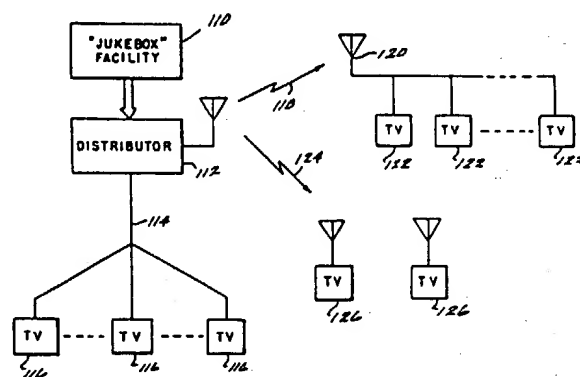 "JUKEBOX"
FACILITY
110
DISTRIBUTOR
112
114
TV
TV
TV
116
116
116
118
120
TV
TV
TV
122
122
122
124
TV
TV
126
126